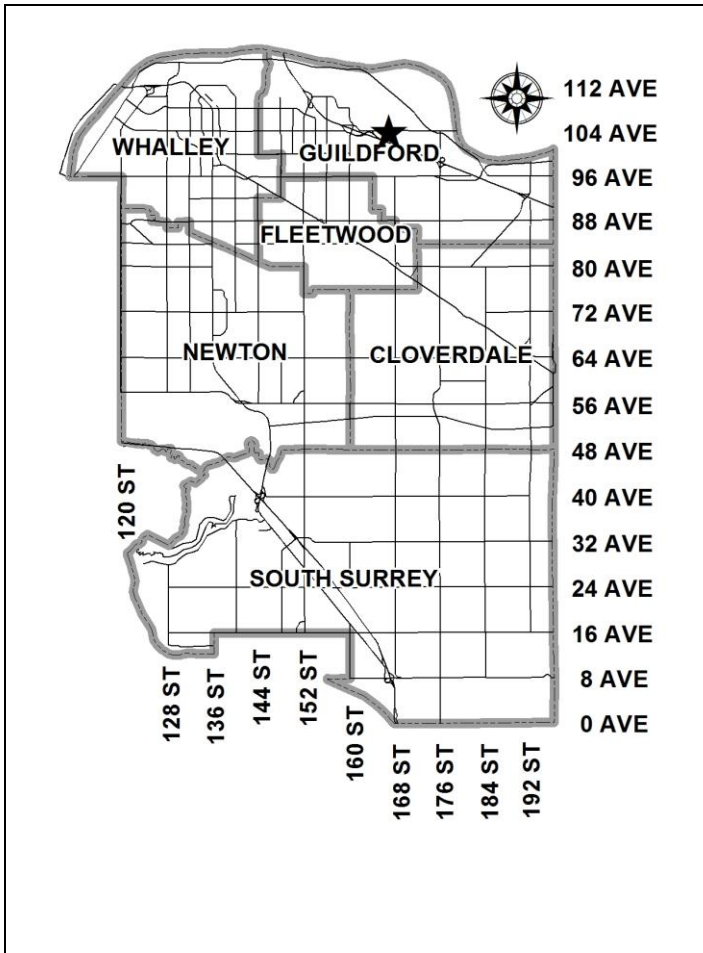 112 AVE
104 AVE
WHALLEY
GUILDFORD
96 AVE
88 AVE
FLEETWOOD
80 AVE
72 AVE
NEWTON
CLOVERDALE
64 AVE
56 AVE
48 AVE
120 ST
40 AVE
32 AVE
SOUTH SURREY
24 AVE
16 AVE
8 AVE
0 AVE
128 ST
136 ST
144 ST
152 ST
160 ST
168 ST
176 ST
184 ST
192 ST